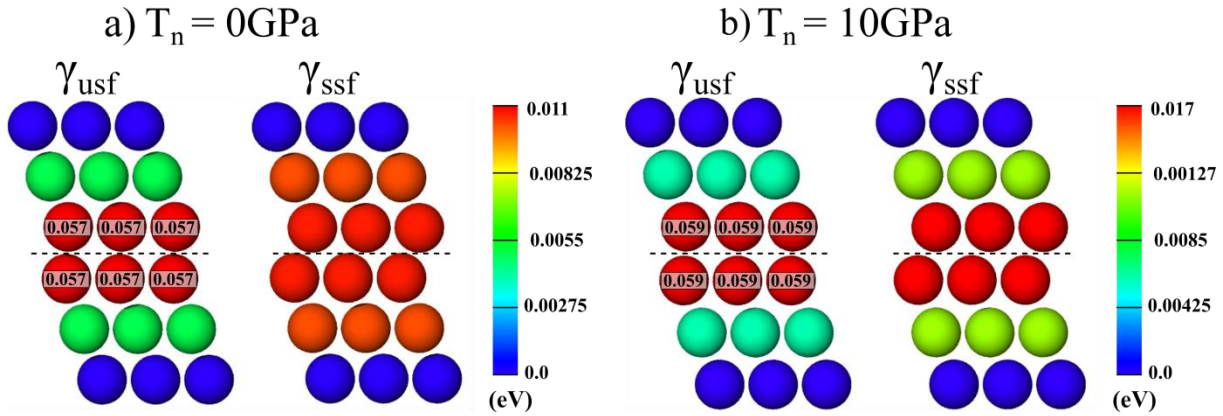 a) Tn = 0GPa
γusf
γssf
0.057 0.057 0.057
0.057 0.057 0.057
0.011
0.00825
0.0055
0.00275
0.0
(eV)
b) Tn = 10GPa
γusf
γssf
0.059 0.059 0.059
0.059 0.059 0.059
0.017
0.00127
0.0085
0.00425
0.0
(eV)